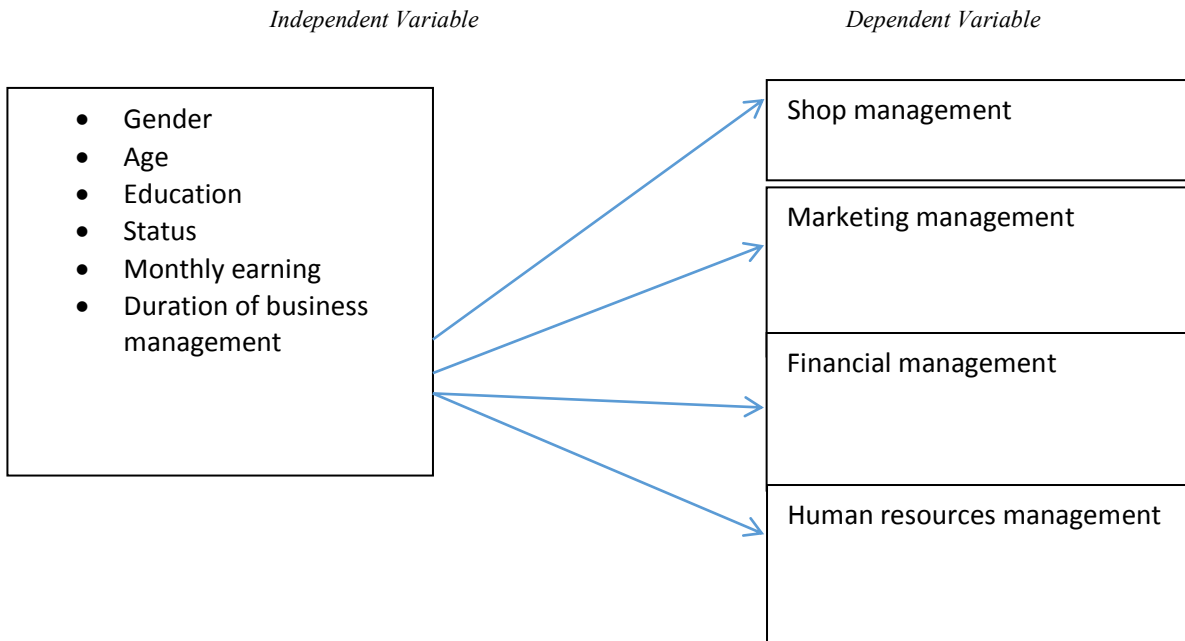 Independent Variable
Dependent Variable
• Gender
• Age
• Education
• Status
• Monthly earning
• Duration of business
management
Shop management
Marketing management
Financial management
Human resources management